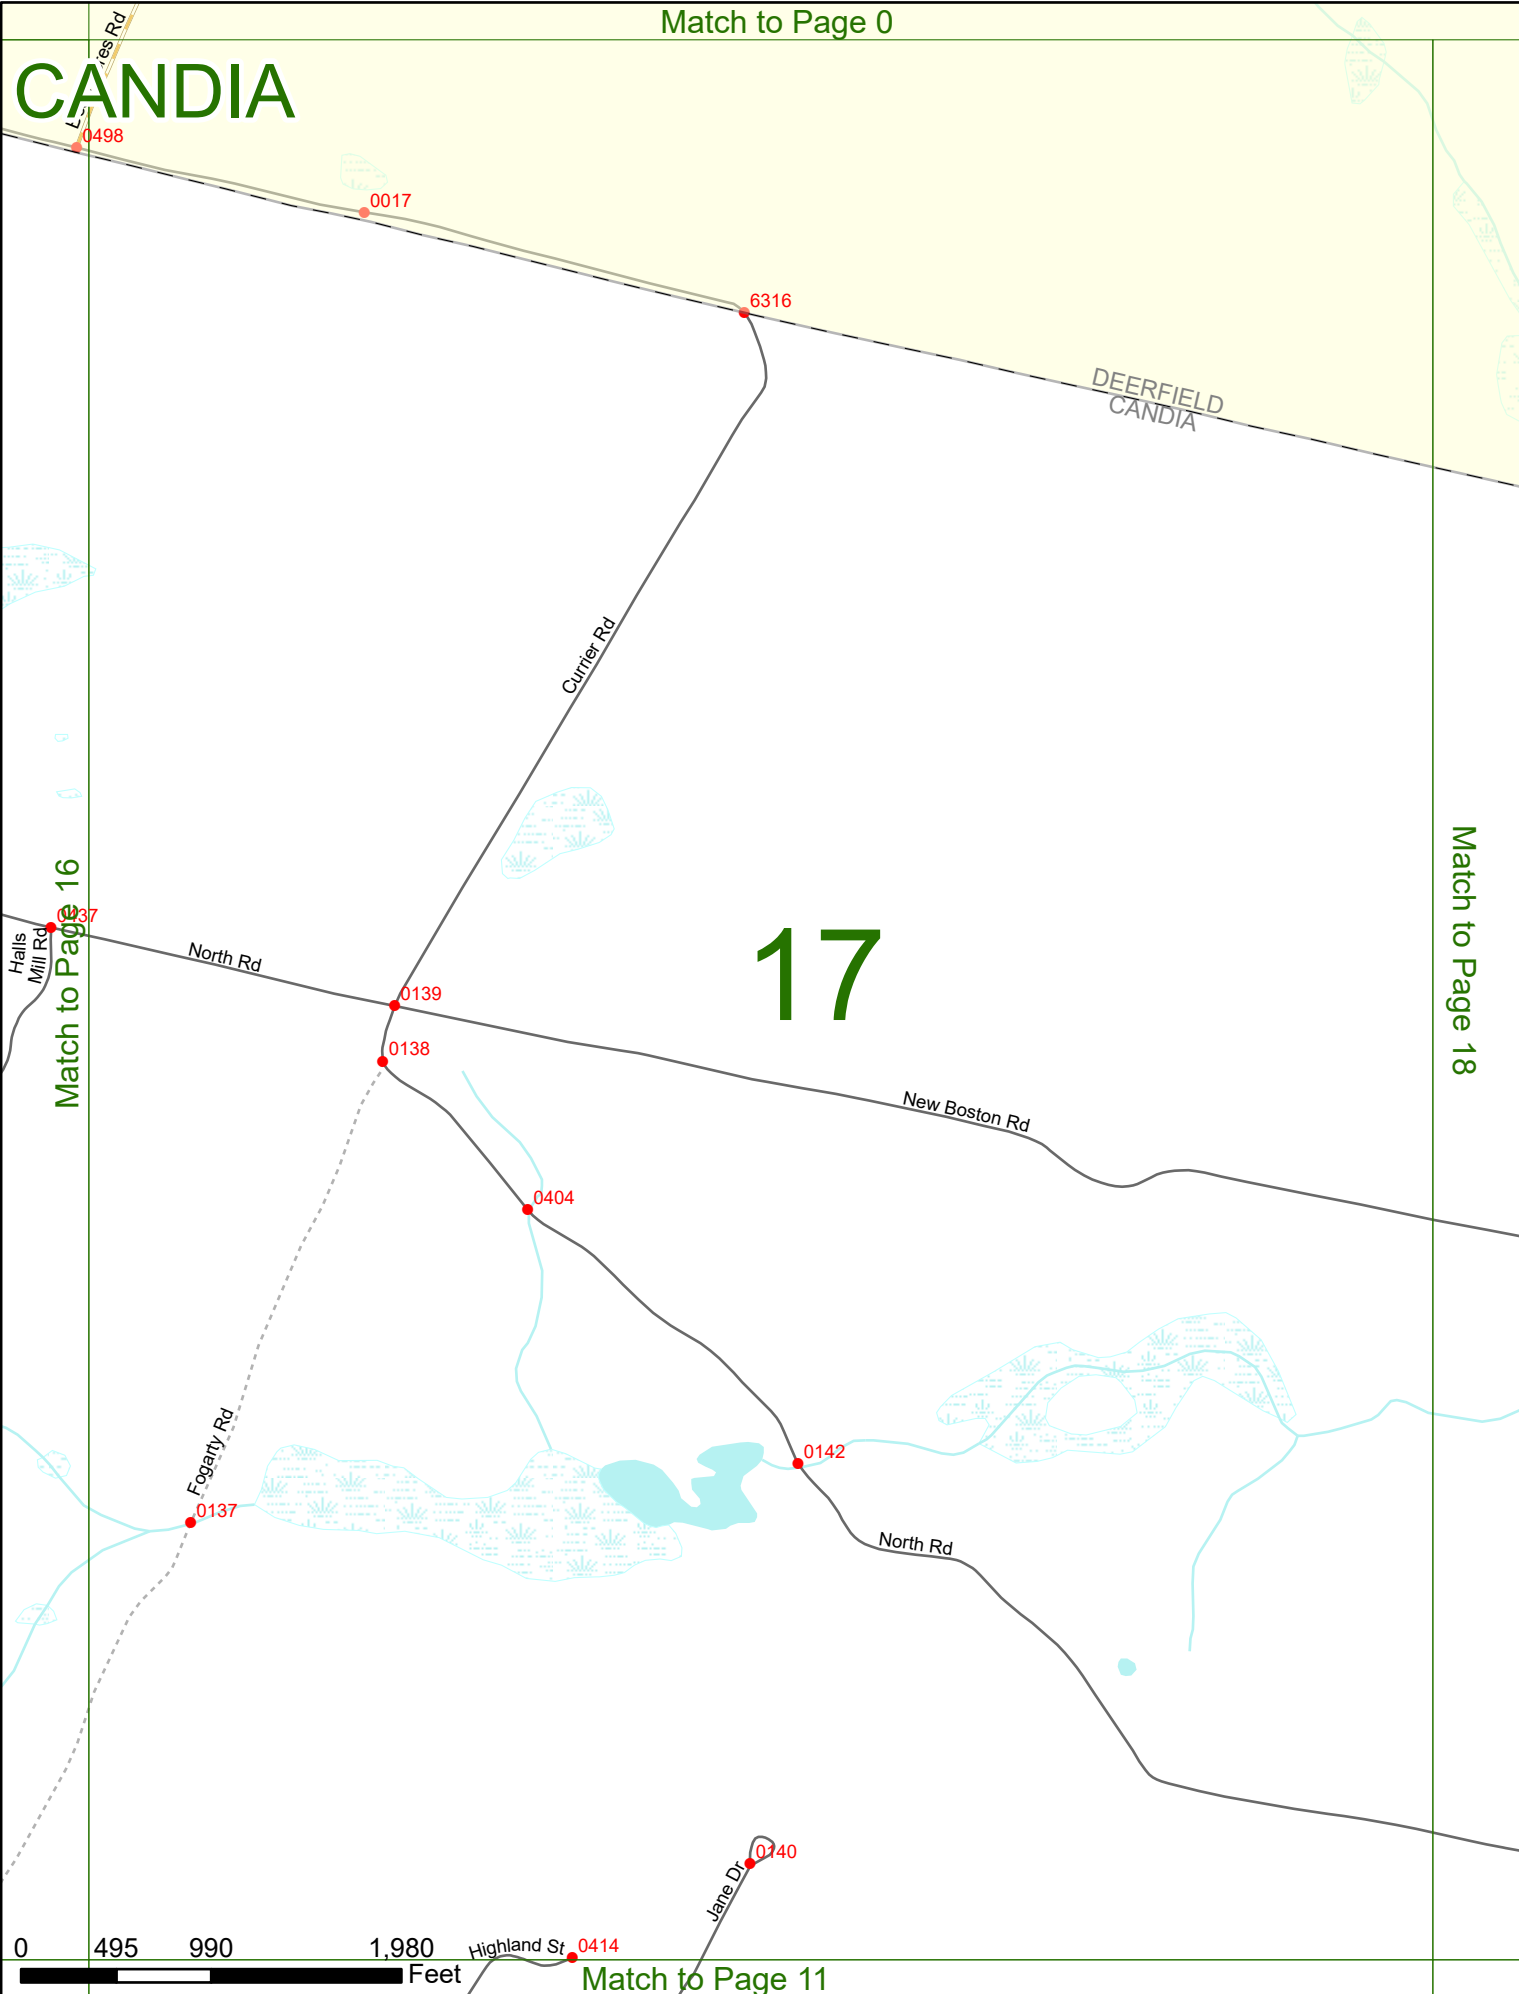 Match to Page 0
res Rd
CANDIA
0498
0017
6316
DEERFIELD
CANDIA
Currier Rd
Match to Page 16
Match to Page 18
0437
Halls
Mill Rd
North Rd
17
0139
0138
New Boston Rd
0404
Fogarty Rd
0142
0137
North Rd
0140
Jane Dr
0 495 990 1,980
Feet
Highland St
0414
Match to Page 11